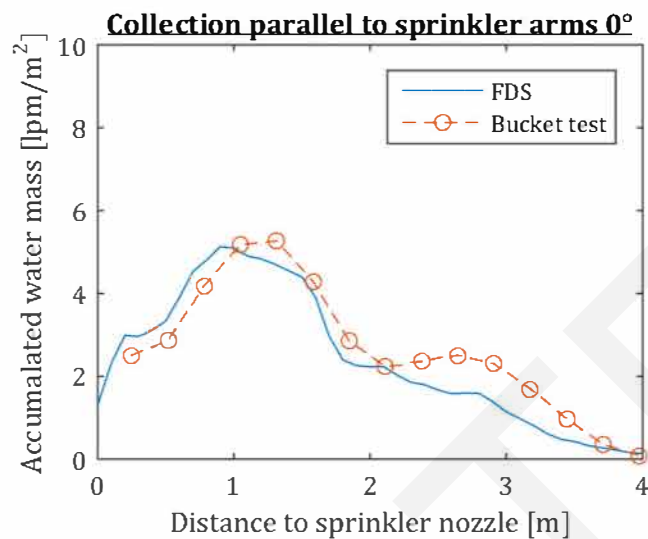 Collection parallel to sprinkler arms 0°
10
8
6
4
2
0
0 1 2 3 4
Accumalated water mass [lpm/m²]
Distance to sprinkler nozzle [m]
FDS
Bucket test